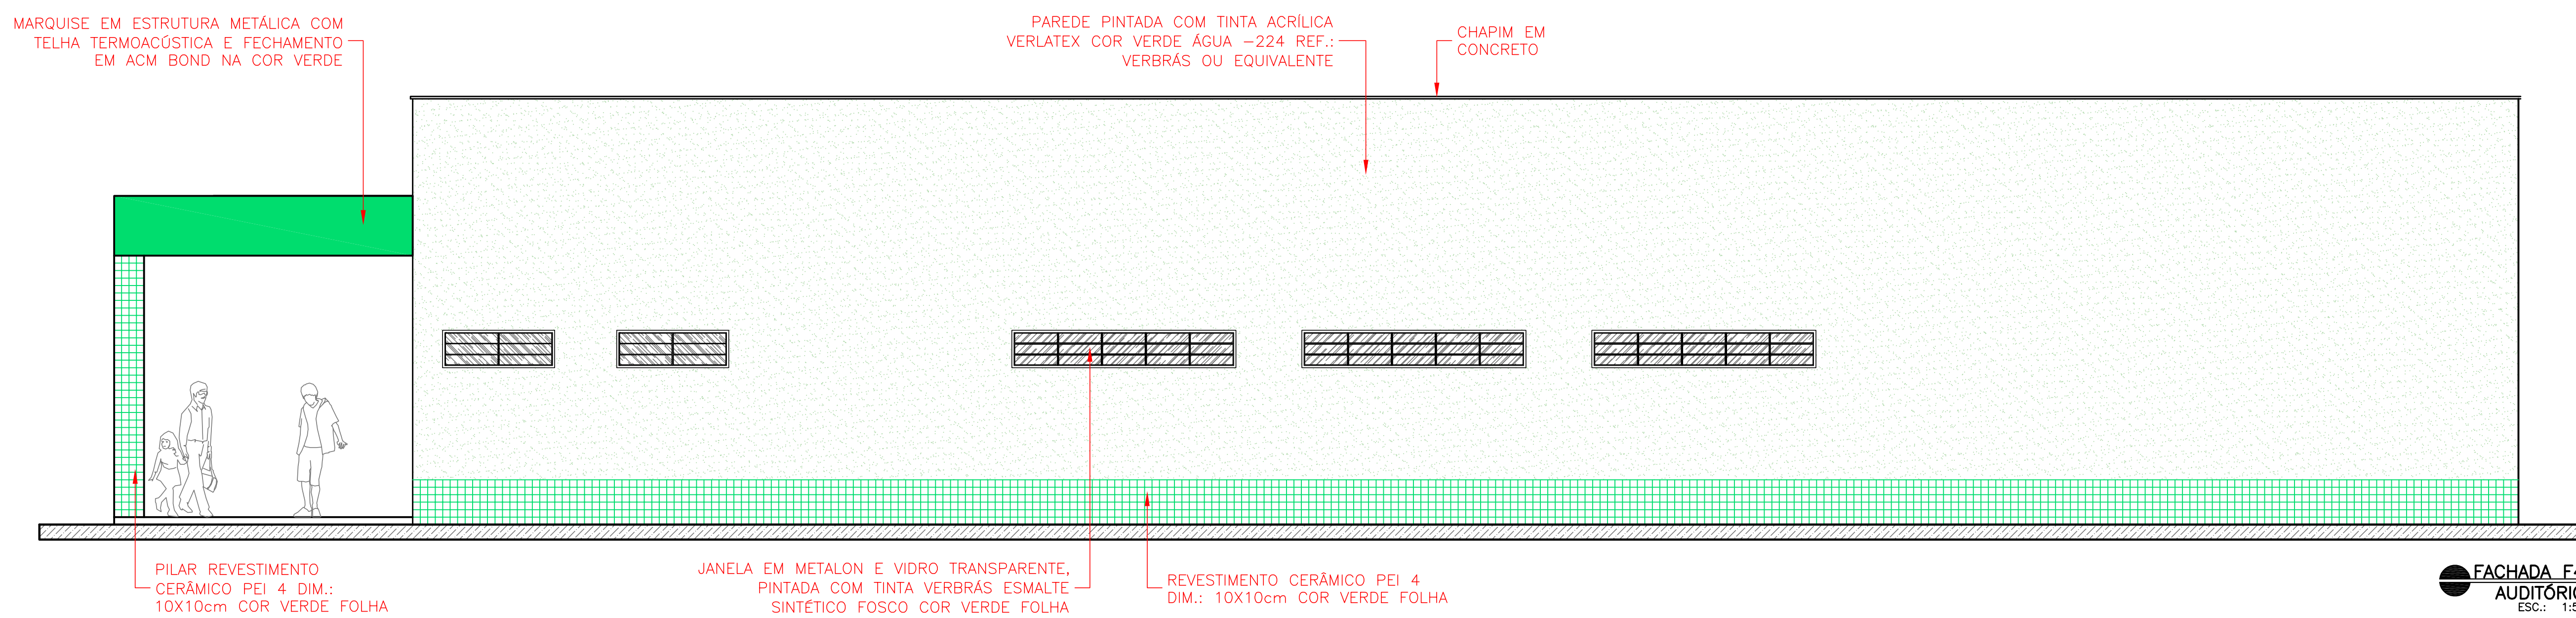 MARQUISE EM ESTRUTURA METÁLICA COM
TELHA TERMOACÚSTICA E FECHAMENTO
EM ACM BOND NA COR VERDE
PAREDE PINTADA COM TINTA ACRÍLICA
VERLATEX COR VERDE ÁGUA -224 REF.:
VERBRÁS OU EQUIVALENTE
CHAPIM EM
CONCRETO
PILAR REVESTIMENTO
CERÂMICO PEI 4 DIM.:
10X10cm COR VERDE FOLHA
JANELA EM METALON E VIDRO TRANSPARENTE,
PINTADA COM TINTA VERBRÁS ESMALTE
SINTÉTICO FOSCO COR VERDE FOLHA
REVESTIMENTO CERÂMICO PEI 4
DIM.: 10X10cm COR VERDE FOLHA
FACHADA
AUDITÓRIO
ESC.: